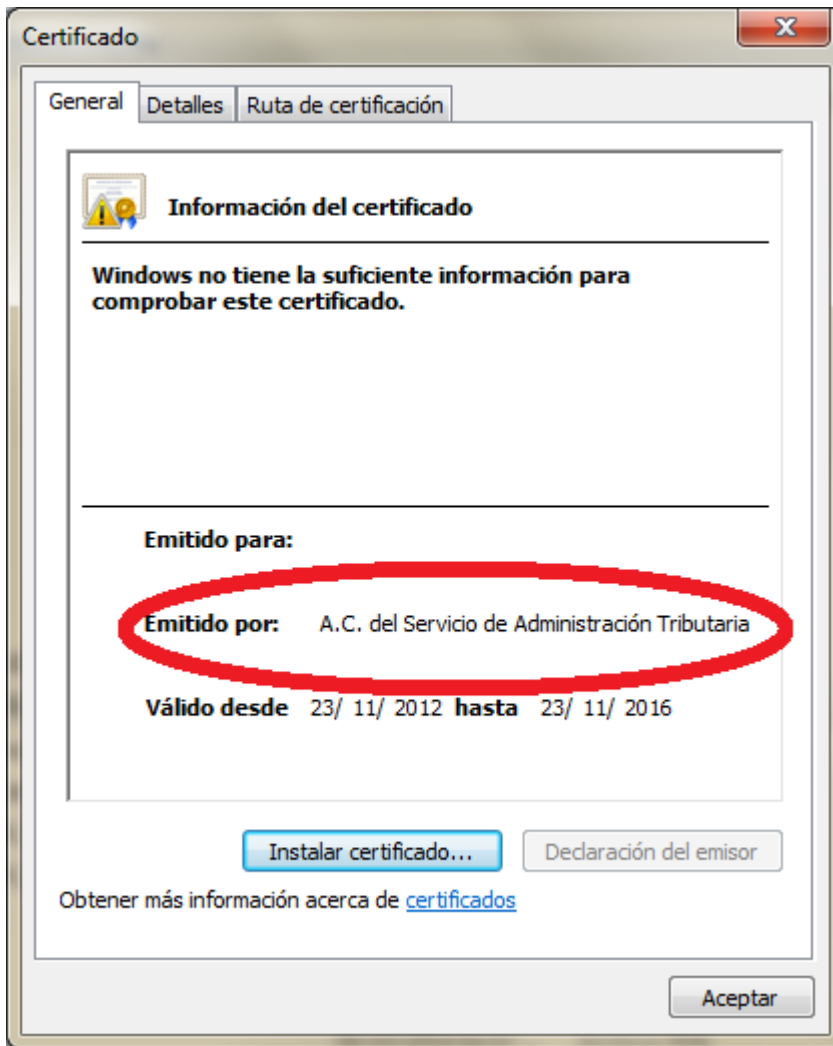 Certificado
General Detalles Ruta de certificación
Información del certificado
Windows no tiene la suficiente información para
comprobar este certificado.
Emitido para:
Emitido por: A.C. del Servicio de Administración Tributaria
Válido desde 23/ 11/ 2012 hasta 23/ 11/ 2016
Instalar certificado... Declaración del emisor
Obtener más información acerca de certificados
Aceptar